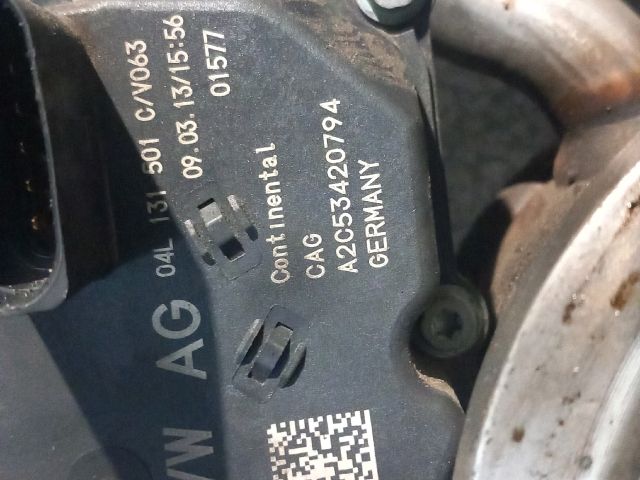 VW AG
04L 131 501 C/V063
09.03.13/15:56
01577
Continental
CAG
A2C53420794
GERMANY